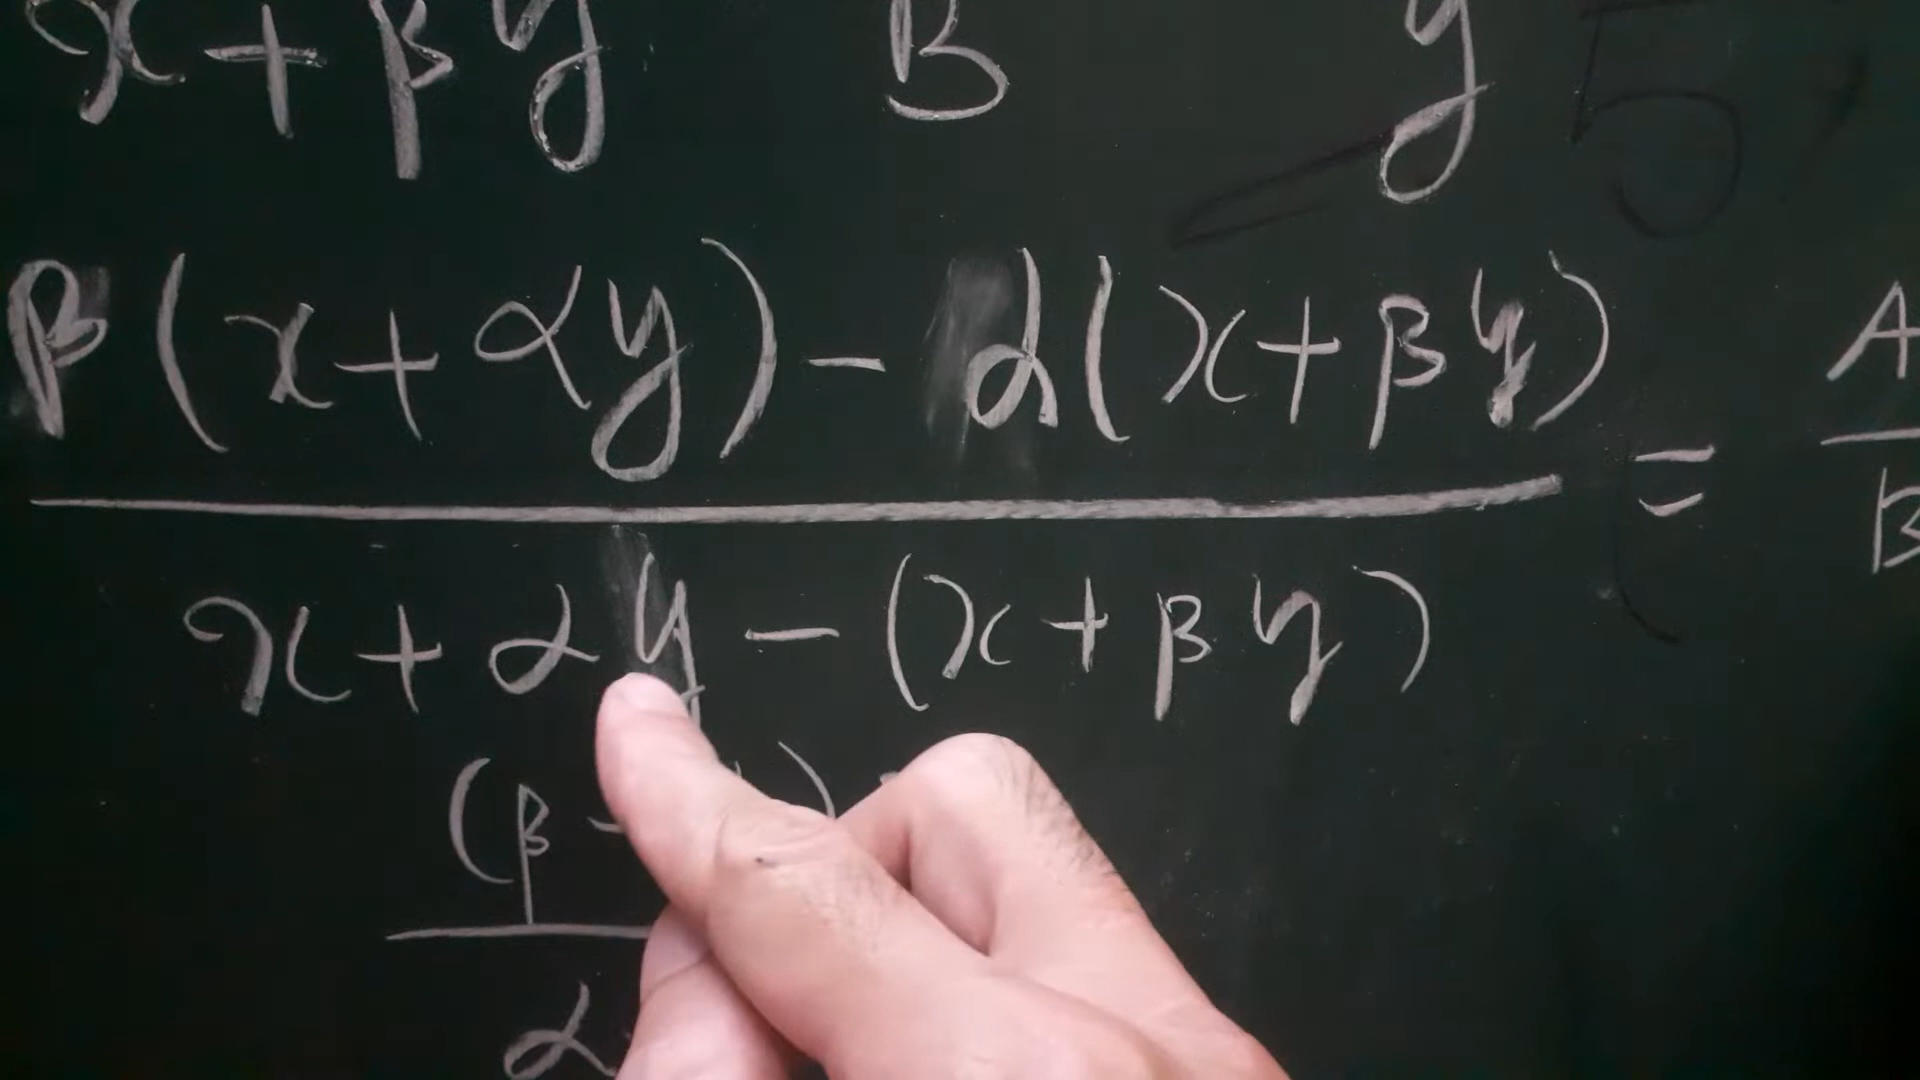 x + βy B y
β(x + αy) - α(x + βy) = A
x + αy - (x + βy) B
(β - )
α